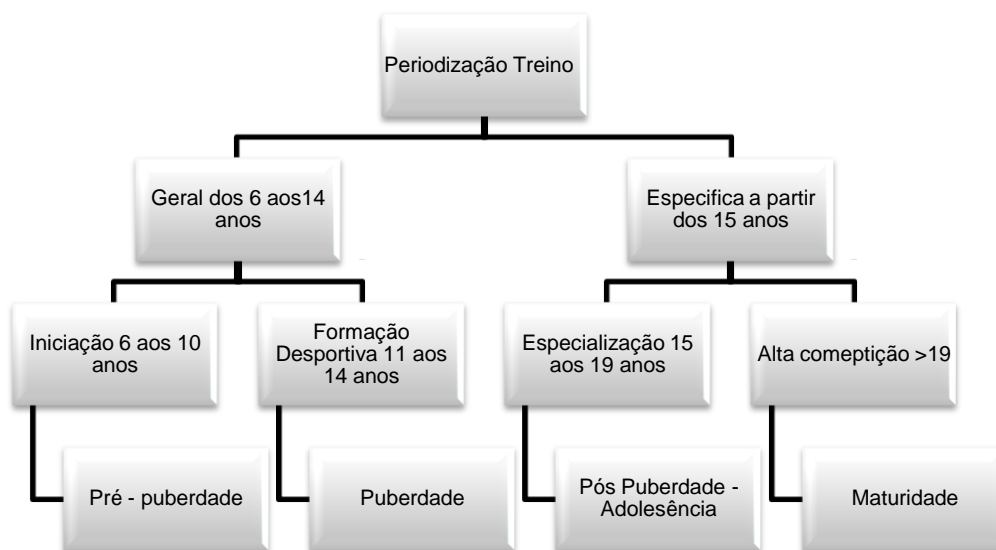 Periodização Treino
Geral dos 6 aos14
anos
Especifica a partir
dos 15 anos
Iniciação 6 aos 10
anos
Formação
Desportiva 11 aos
14 anos
Especialização 15
aos 19 anos
Alta comeptição >19
Pré - puberdade
Puberdade
Pós Puberdade -
Adolesência
Maturidade